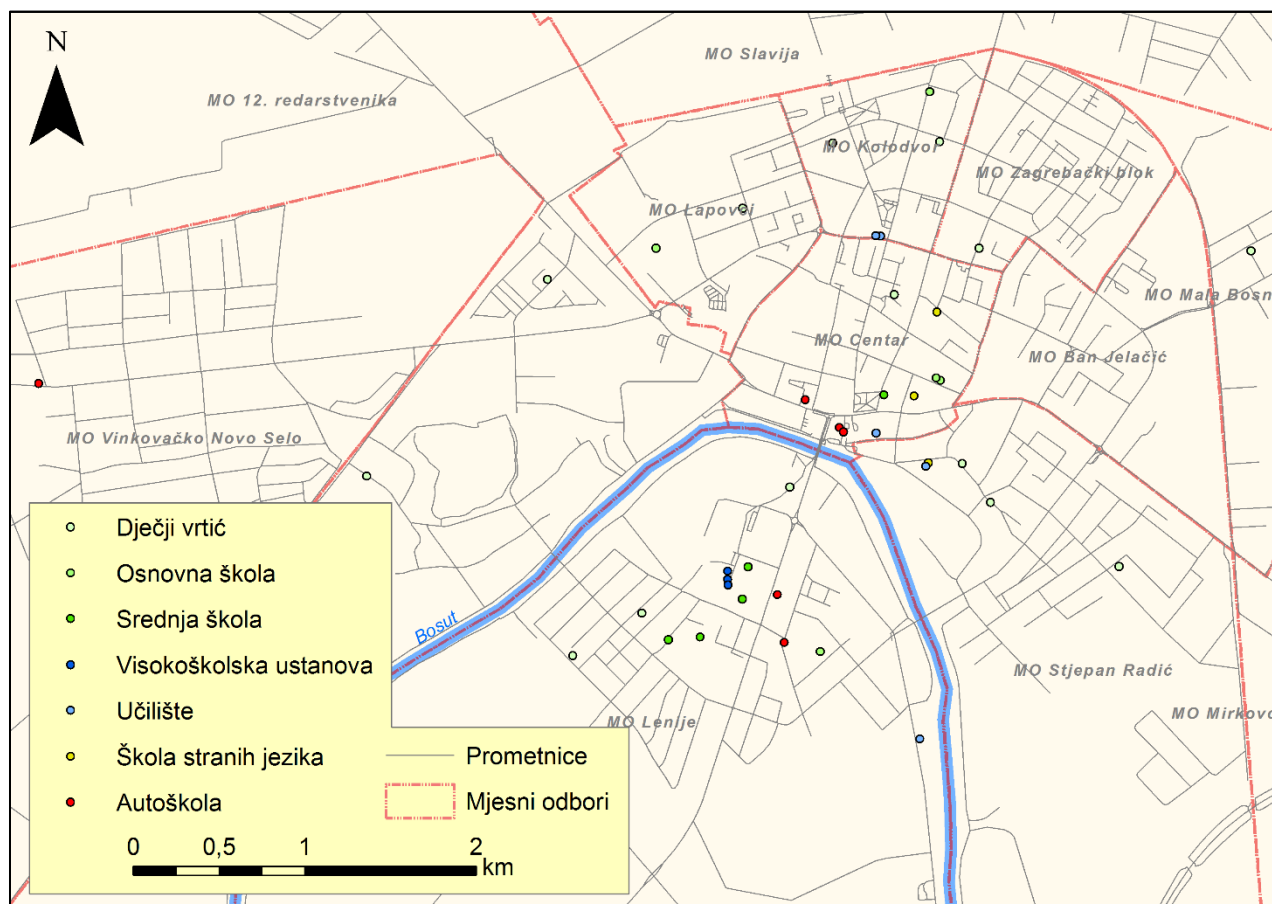 N
MO Slavija
MO 12. redarstvenika
MO Kolodvor
MO Zagrebački blok
MO Lapovci
MO Mala Bosn
MO Centar
MO Ban Jelačić
MO Vinkovačko Novo Selo
Bosut
MO Stjepan Radić
MO Lenije
MO Mirkovc
Dječji vrtić
Osnovna škola
Srednja škola
Visokoškolska ustanova
Učilište
Škola stranih jezika
Autoškola
Prometnice
Mjesni odbori
0 0,5 1 2
km